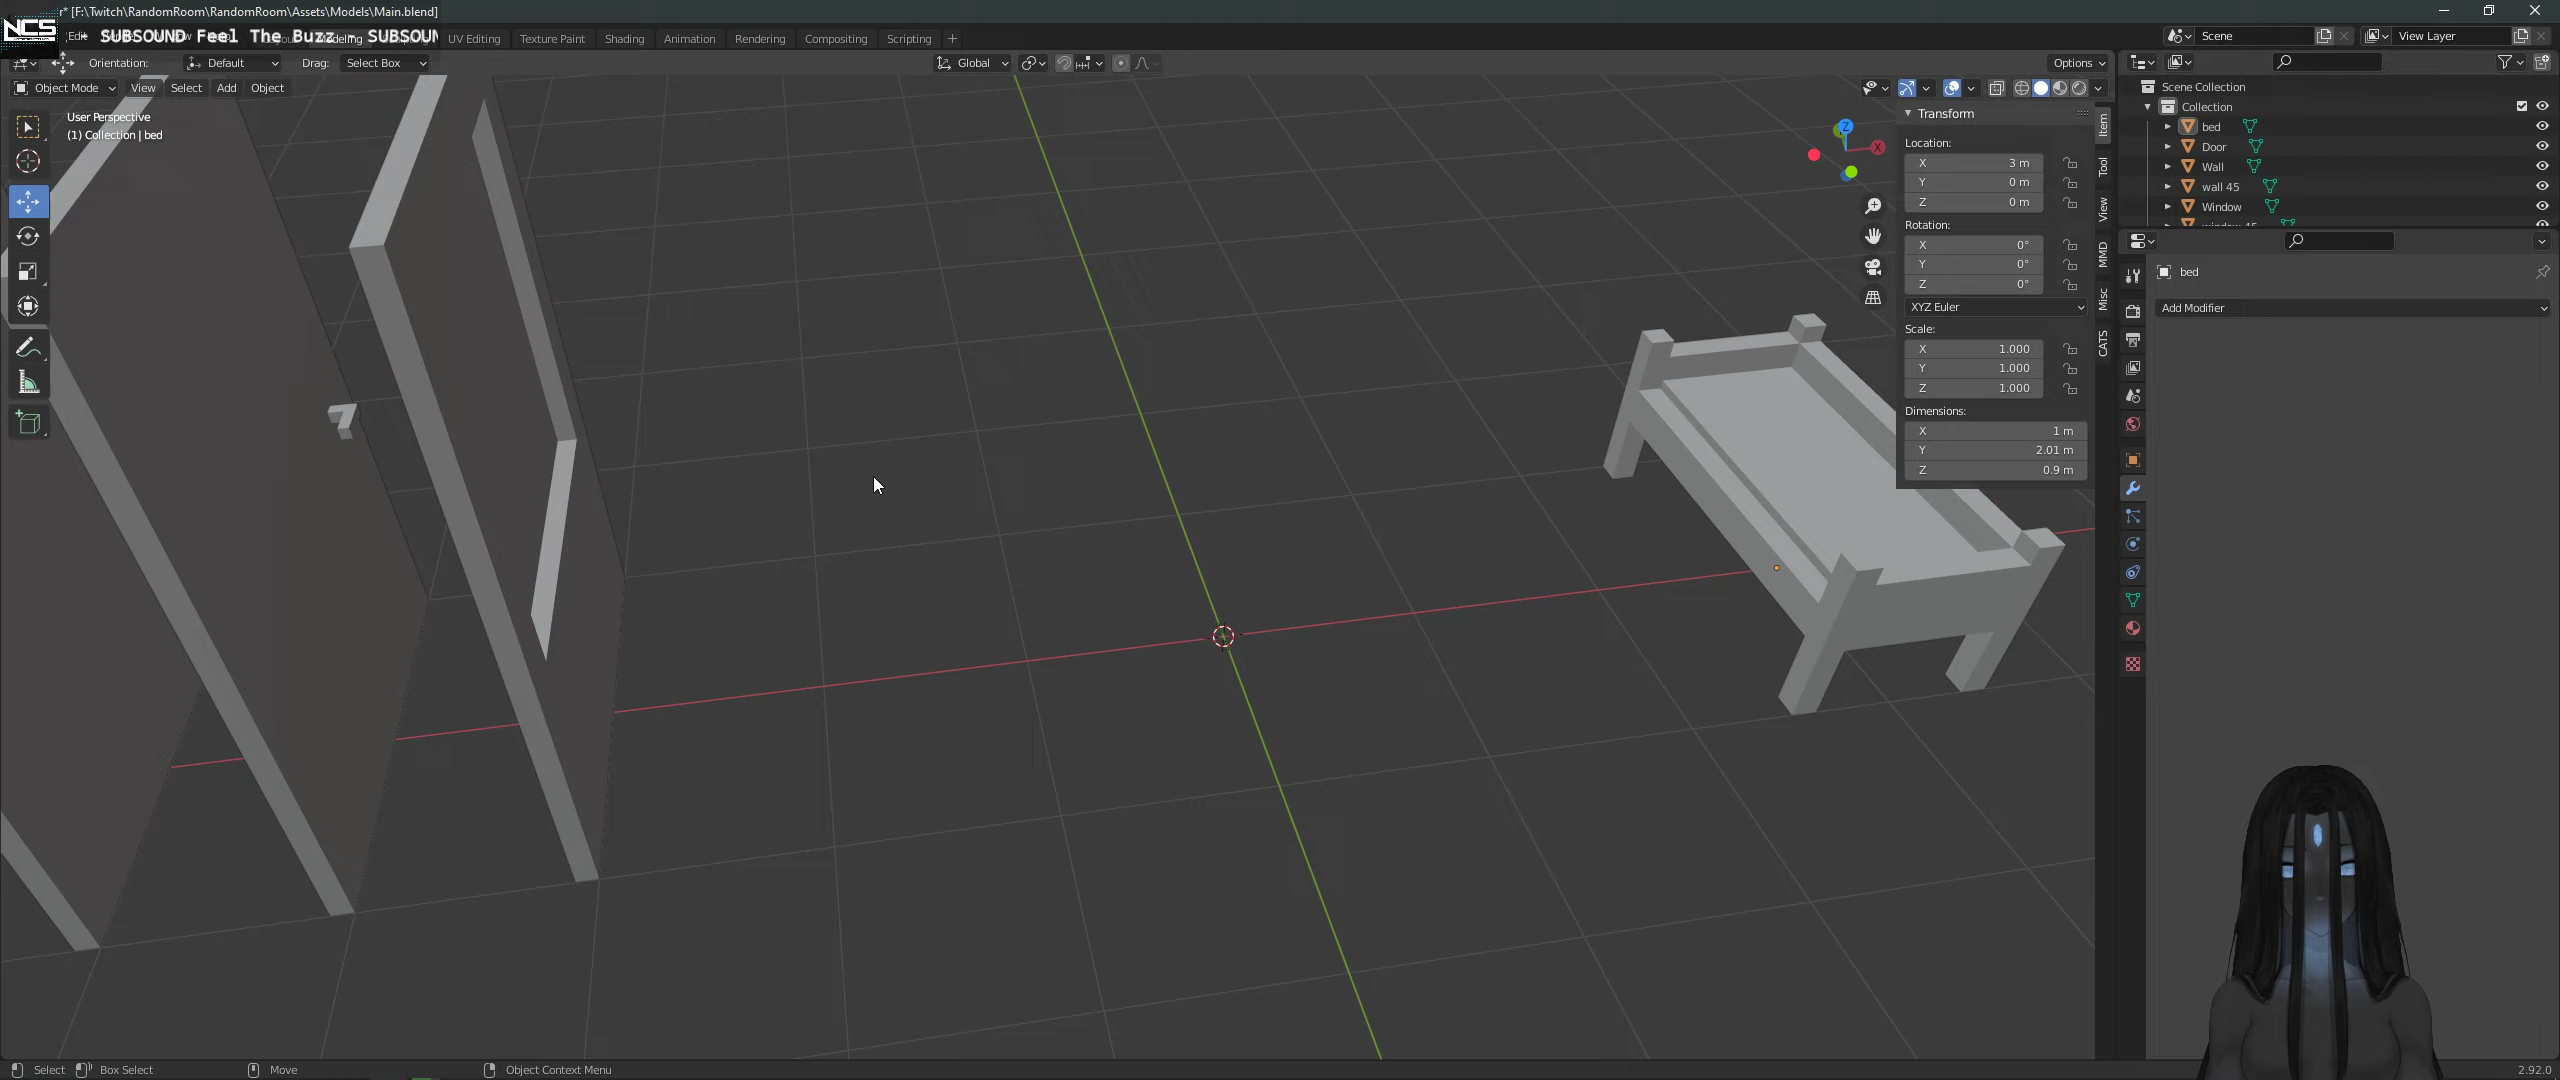 r* [F:\Twitch\RandomRoom\RandomRoom\Assets\Models\Main.blend]
NCS
Edit
- SUBSOUND Feel The Buzz - SUBSOUN
Modeling
UV Editing
Texture Paint
Shading
Animation
Rendering
Compositing
Scripting
Scene
View Layer
Orientation:
Default
Drag:
Select Box
Global
Options
Object Mode
View
Select
Add
Object
User Perspective
(1) Collection | bed
Z
X
Transform
Location:
X 3 m
Y 0 m
Z 0 m
Rotation:
X 0°
Y 0°
Z 0°
XYZ Euler
Scale:
X 1.000
Y 1.000
Z 1.000
Dimensions:
X 1 m
Y 2.01 m
Z 0.9 m
Item
Tool
View
MMD
Misc
CATS
Scene Collection
Collection
bed
Door
Wall
wall 45
Window
window 45
bed
Add Modifier
Select
Box Select
Move
Object Context Menu
2.92.0